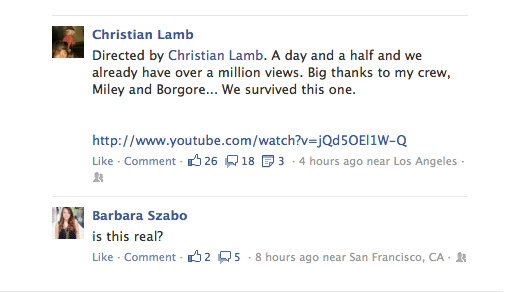 Christian Lamb
Directed by Christian Lamb. A day and a half and we
already have over a million views. Big thanks to my crew,
Miley and Borgore... We survived this one.
http://www.youtube.com/watch?v=jQd5OEl1W-Q
Like · Comment · 26 18 3 · 4 hours ago near Los Angeles ·
Barbara Szabo
is this real?
Like · Comment · 2 5 · 8 hours ago near San Francisco, CA ·